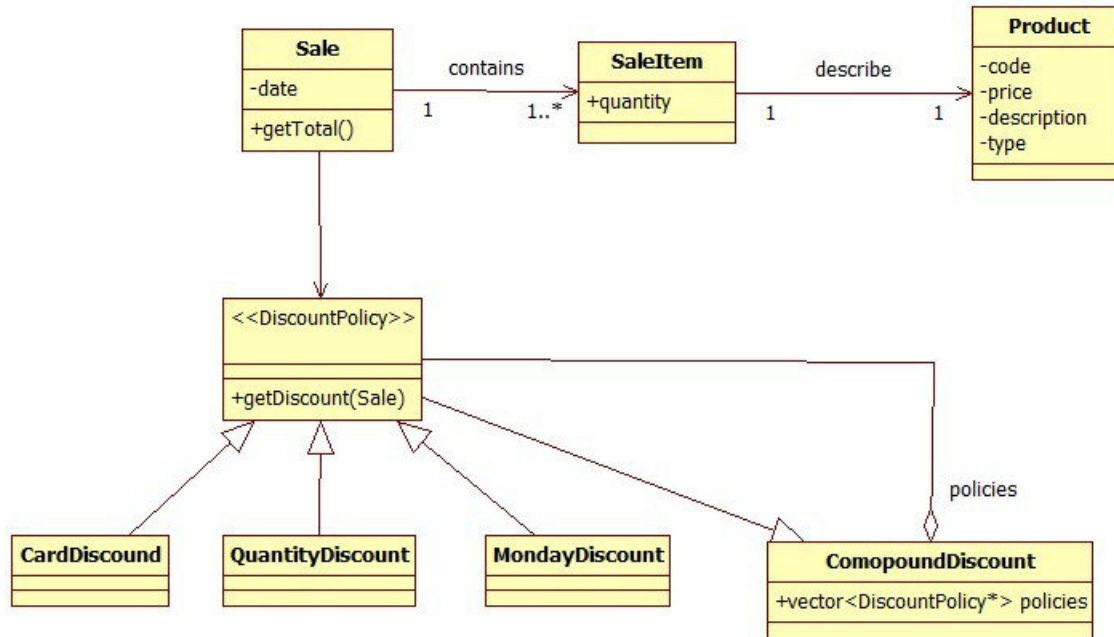 Sale
-date
+getTotal()
contains
1
1..*
SaleItem
+quantity
describe
1
1
Product
-code
-price
-description
-type
<<DiscountPolicy>>
+getDiscount(Sale)
policies
CardDiscound
QuantityDiscount
MondayDiscount
ComopoundDiscount
+vector<DiscountPolicy*> policies